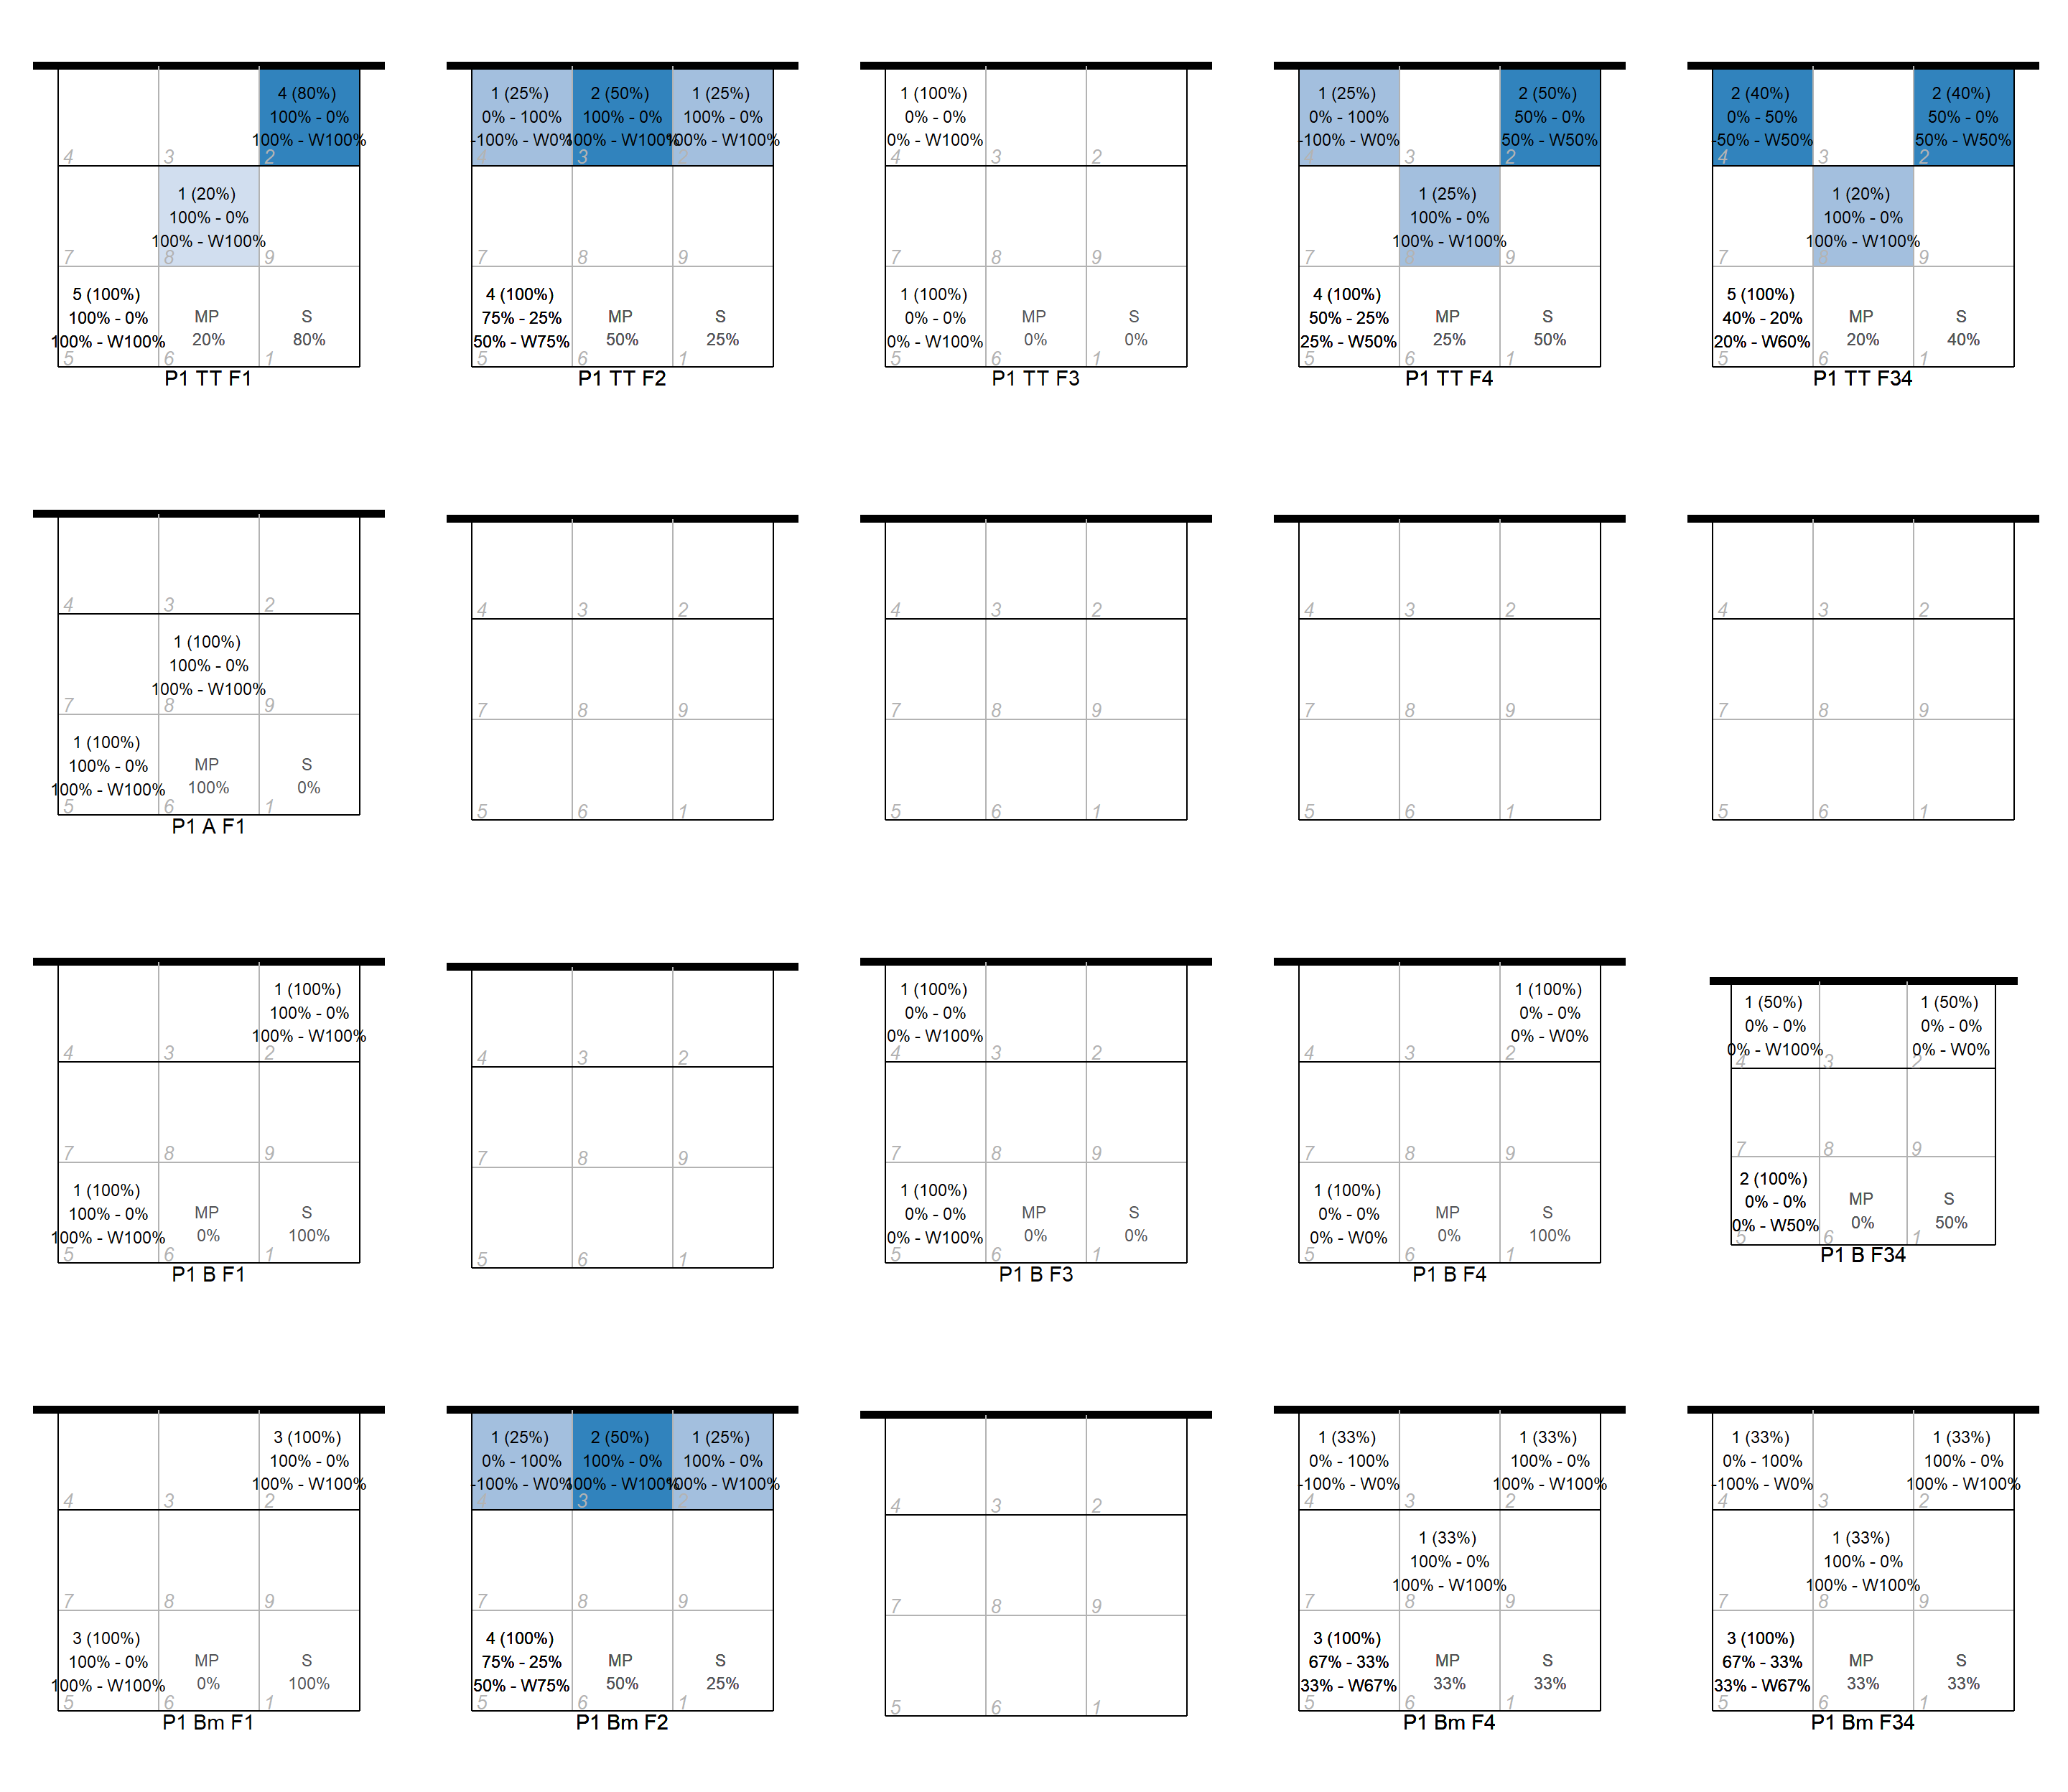 4 (80%)
100% - 0%
100% - W100%
4 3 2
1 (20%)
100% - 0%
100% - W100%
7 8 9
5 (100%)
100% - 0% MP S
100% - W100% 20% 80%
5 6 1
P1 TT F1
1 (25%) 2 (50%) 1 (25%)
0% - 100% 100% - 0% 100% - 0%
-100% - W0% 100% - W100% 100% - W100%
4 3 2
7 8 9
4 (100%)
75% - 25% MP S
50% - W75% 50% 25%
5 6 1
P1 TT F2
1 (100%)
0% - 0%
0% - W100%
4 3 2
7 8 9
1 (100%)
0% - 0% MP S
0% - W100% 0% 0%
5 6 1
P1 TT F3
1 (25%) 2 (50%)
0% - 100% 50% - 0%
-100% - W0% 50% - W50%
4 3 2
1 (25%)
100% - 0%
100% - W100%
7 8 9
4 (100%)
50% - 25% MP S
25% - W50% 25% 50%
5 6 1
P1 TT F4
2 (40%) 2 (40%)
0% - 50% 50% - 0%
-50% - W50% 50% - W50%
4 3 2
1 (20%)
100% - 0%
100% - W100%
7 8 9
5 (100%)
40% - 20% MP S
20% - W60% 20% 40%
5 6 1
P1 TT F34
4 3 2
1 (100%)
100% - 0%
100% - W100%
7 8 9
1 (100%)
100% - 0% MP S
100% - W100% 100% 0%
5 6 1
P1 A F1
4 3 2
7 8 9
5 6 1
4 3 2
7 8 9
5 6 1
4 3 2
7 8 9
5 6 1
4 3 2
7 8 9
5 6 1
1 (100%)
100% - 0%
100% - W100%
4 3 2
7 8 9
1 (100%)
100% - 0% MP S
100% - W100% 0% 100%
5 6 1
P1 B F1
4 3 2
7 8 9
5 6 1
1 (100%)
0% - 0%
0% - W100%
4 3 2
7 8 9
1 (100%)
0% - 0% MP S
0% - W100% 0% 0%
5 6 1
P1 B F3
1 (100%)
0% - 0%
0% - W0%
4 3 2
7 8 9
1 (100%)
0% - 0% MP S
0% - W0% 0% 100%
5 6 1
P1 B F4
1 (50%) 1 (50%)
0% - 0% 0% - 0%
0% - W100% 0% - W0%
4 3 2
7 8 9
2 (100%)
0% - 0% MP S
0% - W50% 0% 50%
5 6 1
P1 B F34
3 (100%)
100% - 0%
100% - W100%
4 3 2
7 8 9
3 (100%)
100% - 0% MP S
100% - W100% 0% 100%
5 6 1
P1 Bm F1
1 (25%) 2 (50%) 1 (25%)
0% - 100% 100% - 0% 100% - 0%
-100% - W0% 100% - W100% 100% - W100%
4 3 2
7 8 9
4 (100%)
75% - 25% MP S
50% - W75% 50% 25%
5 6 1
P1 Bm F2
4 3 2
7 8 9
5 6 1
1 (33%) 1 (33%)
0% - 100% 100% - 0%
-100% - W0% 100% - W100%
4 3 2
1 (33%)
100% - 0%
100% - W100%
7 8 9
3 (100%)
67% - 33% MP S
33% - W67% 33% 33%
5 6 1
P1 Bm F4
1 (33%) 1 (33%)
0% - 100% 100% - 0%
-100% - W0% 100% - W100%
4 3 2
1 (33%)
100% - 0%
100% - W100%
7 8 9
3 (100%)
67% - 33% MP S
33% - W67% 33% 33%
5 6 1
P1 Bm F34